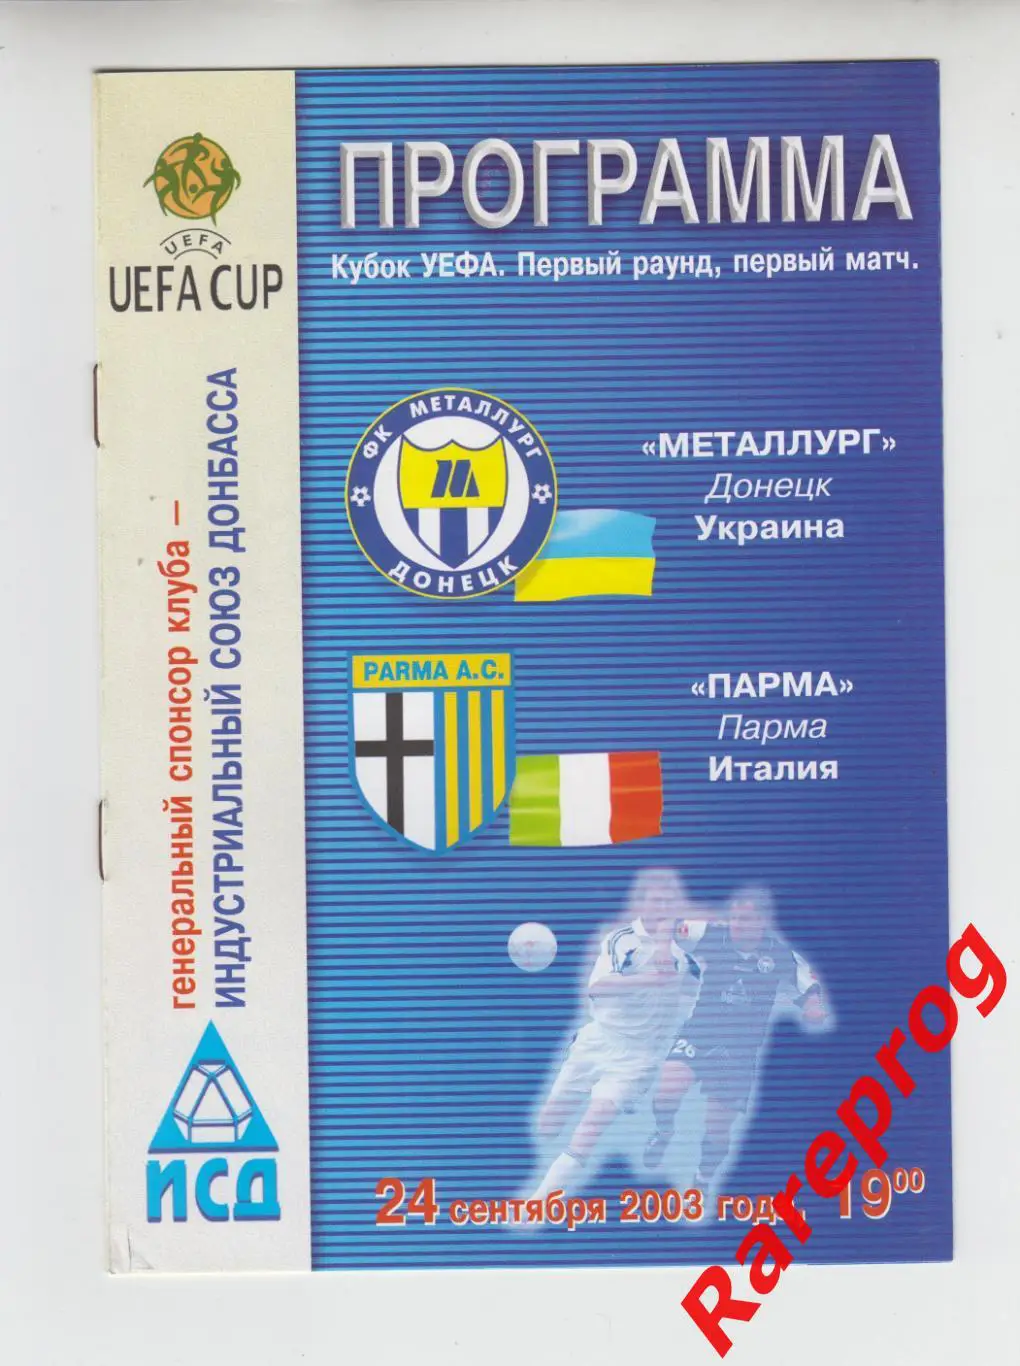 UEFA
UEFA CUP
генеральный спонсор клуба –
ИНДУСТРИАЛЬНЫЙ СОЮЗ ДОНБАССА
ИСД
ПРОГРАММА
Кубок УЕФА. Первый раунд, первый матч.
ФК МЕТАЛЛУРГ
ДОНЕЦК
«МЕТАЛЛУРГ»
Донецк
Украина
PARMA A.C.
«ПАРМА»
Парма
Италия
26
24 сентября 2003 года, 19⁰⁰
Rareprog